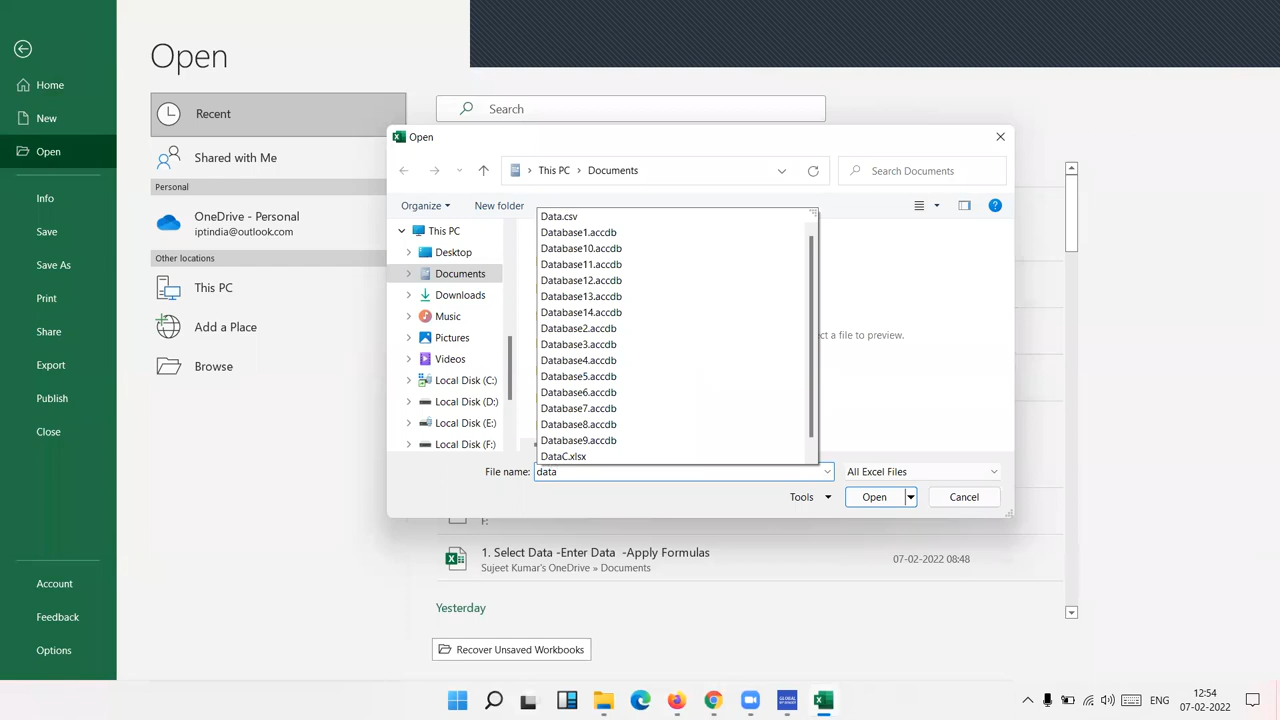 Open
Home
New
Open
Info
Save
Save As
Print
Share
Export
Publish
Close
Account
Feedback
Options
Recent
Shared with Me
Personal
OneDrive - Personal
iptindia@outlook.com
Other locations
This PC
Add a Place
Browse
Search
Open
This PC
Documents
Search Documents
Organize
New folder
This PC
Desktop
Documents
Downloads
Music
Pictures
Videos
Local Disk (C:)
Local Disk (D:)
Local Disk (E:)
Local Disk (F:)
Data.csv
Database1.accdb
Database10.accdb
Database11.accdb
Database12.accdb
Database13.accdb
Database14.accdb
Database2.accdb
Database3.accdb
Database4.accdb
Database5.accdb
Database6.accdb
Database7.accdb
Database8.accdb
Database9.accdb
DataC.xlsx
a file to preview.
File name: data
All Excel Files
Tools
Open
Cancel
F:
1. Select Data -Enter Data -Apply Formulas
Sujeet Kumar's OneDrive » Documents
07-02-2022 08:48
Yesterday
Recover Unsaved Workbooks
GLOBAL
ENG
12:54
07-02-2022